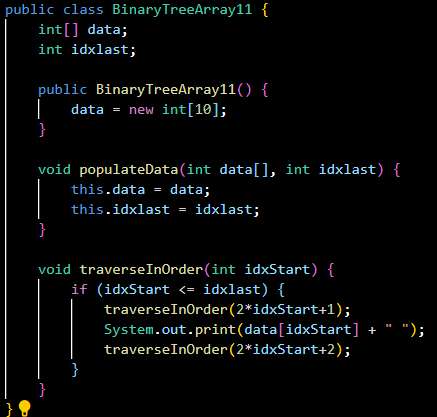 public class BinaryTreeArray11 {
    int[] data;
    int idxlast;

    public BinaryTreeArray11() {
        data = new int[10];
    }

    void populateData(int data[], int idxlast) {
        this.data = data;
        this.idxlast = idxlast;
    }

    void traverseInOrder(int idxStart) {
        if (idxStart <= idxlast) {
            traverseInOrder(2*idxStart+1);
            System.out.print(data[idxStart] + " ");
            traverseInOrder(2*idxStart+2);
        }
    }
}